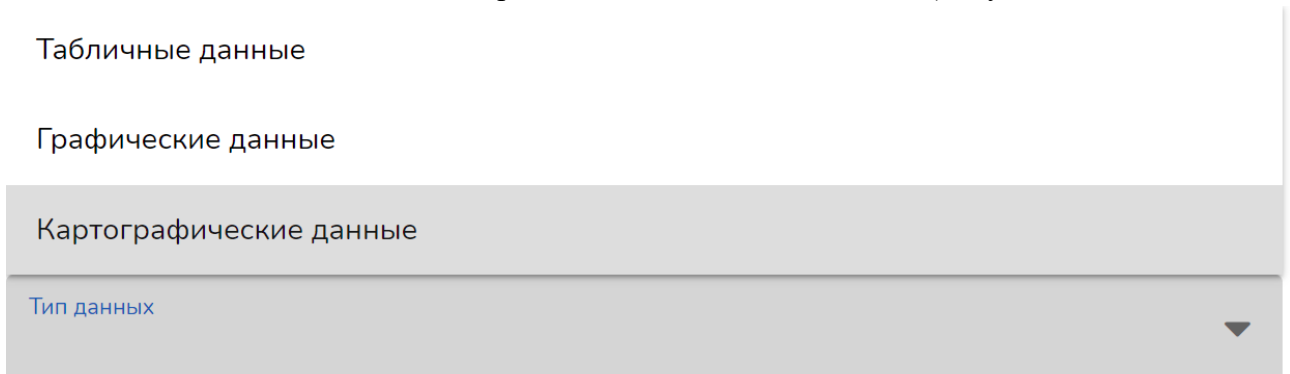 Табличные данные
Графические данные
Картографические данные
Тип данных